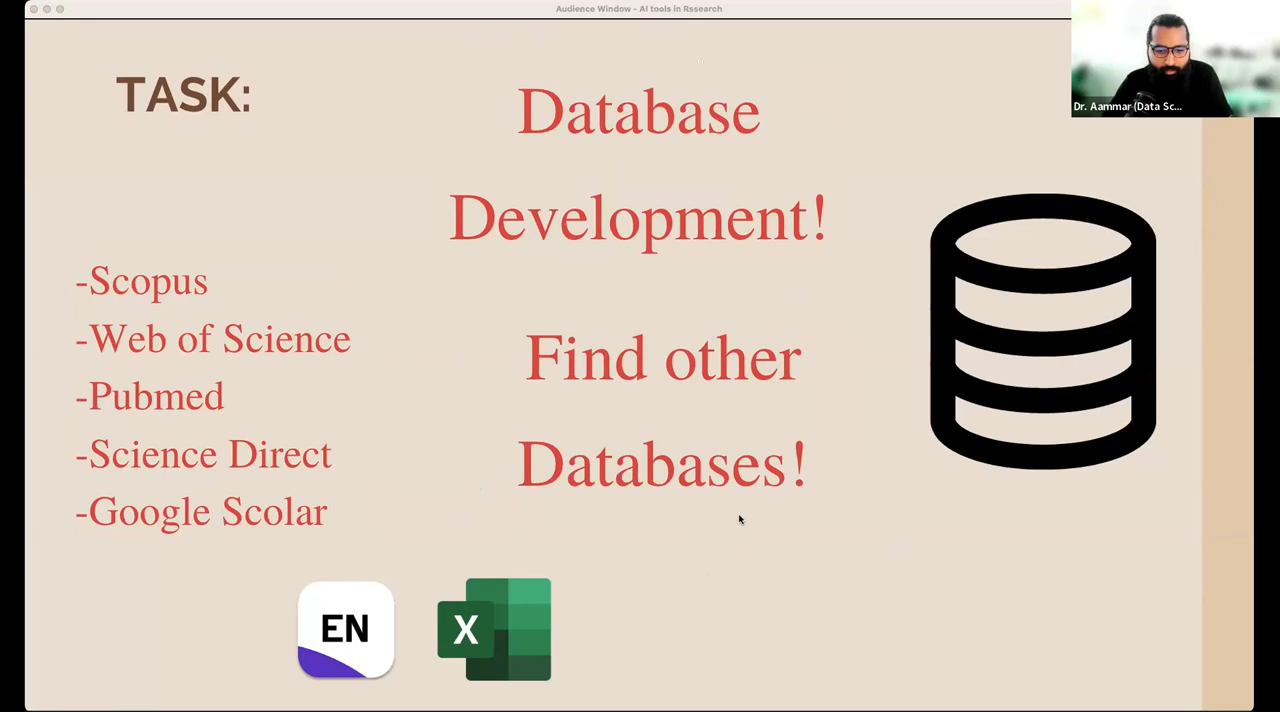 Audience Window - AI tools in Rssearch
Dr. Aammar (Data Sc...
TASK:
Database
Development!
-Scopus
-Web of Science
-Pubmed
-Science Direct
-Google Scolar
Find other
Databases!
EN
X